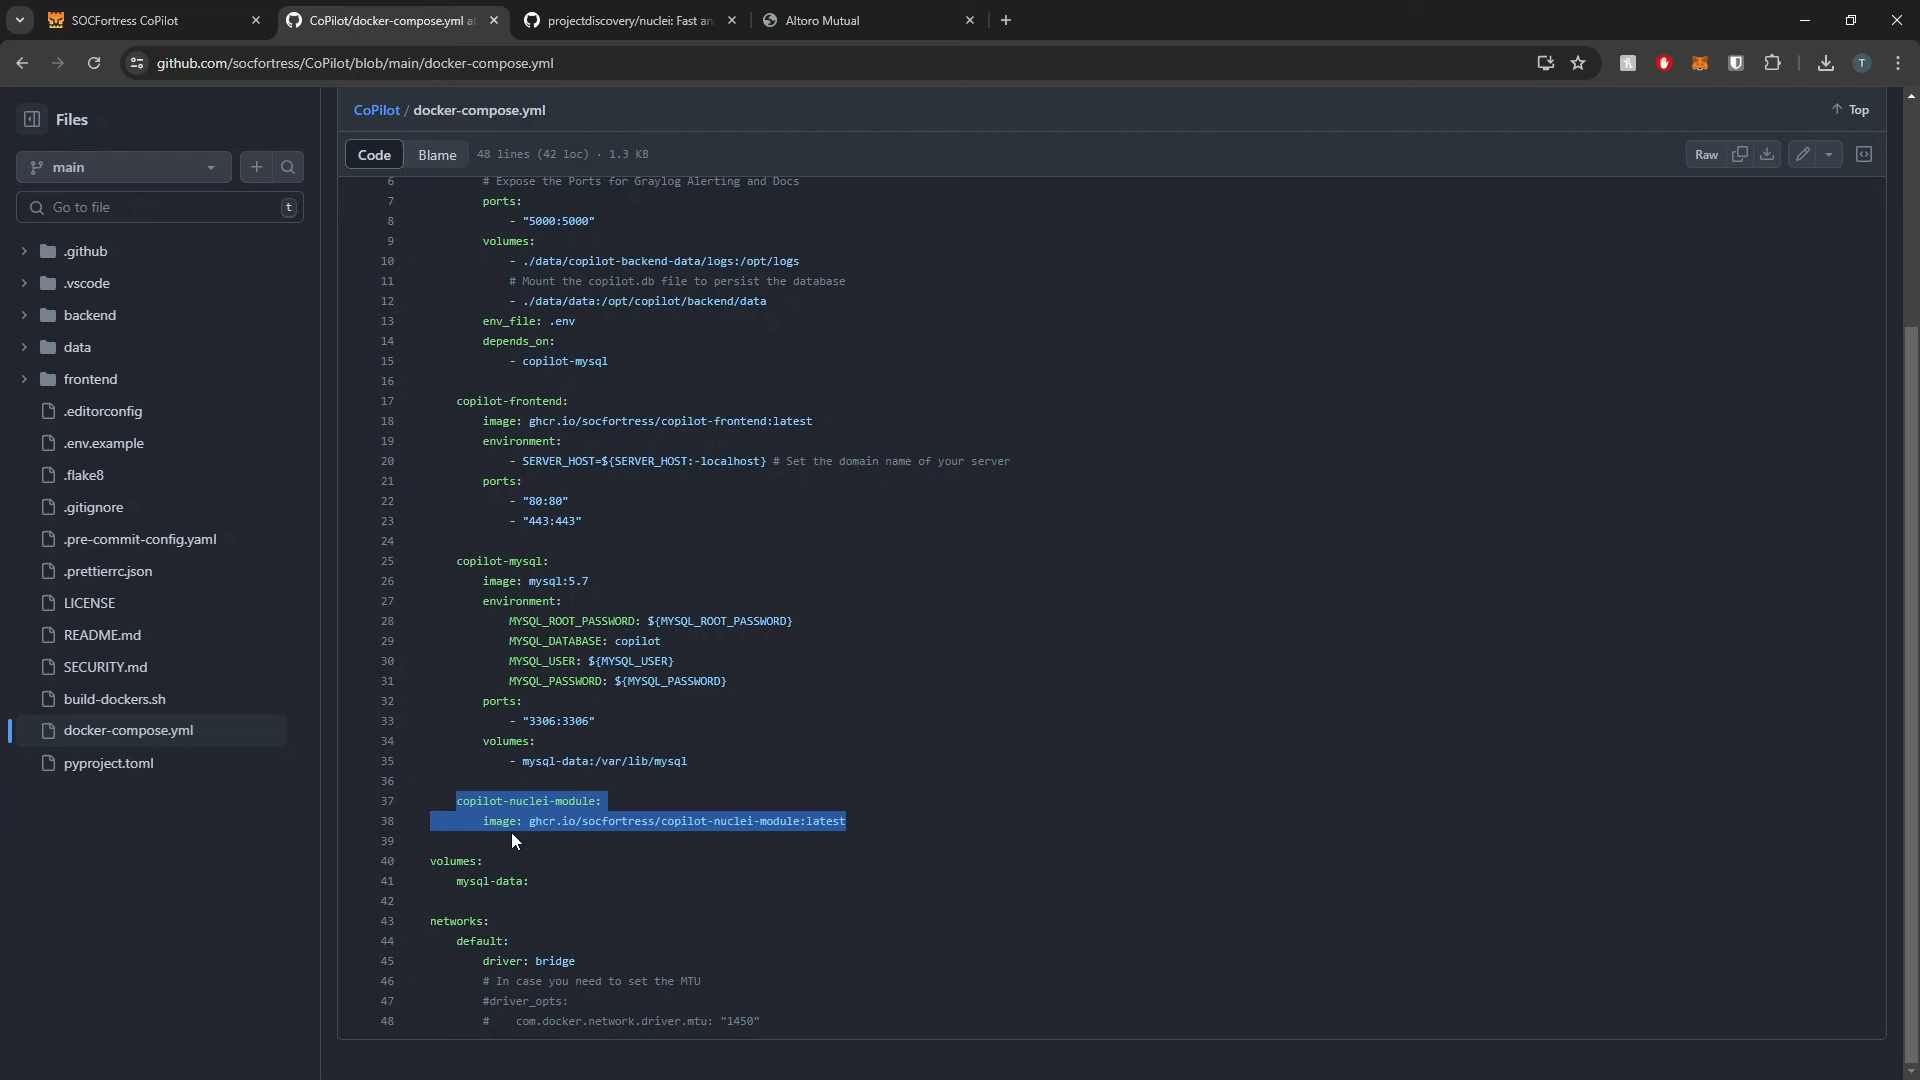 SOCFortress CoPilot
CoPilot/docker-compose.yml at
projectdiscovery/nuclei: Fast an
Altoro Mutual
github.com/socfortress/CoPilot/blob/main/docker-compose.yml
T
Files
main
Go to file
t
.github
.vscode
backend
data
frontend
.editorconfig
.env.example
.flake8
.gitignore
.pre-commit-config.yaml
.prettierrc.json
LICENSE
README.md
SECURITY.md
build-dockers.sh
docker-compose.yml
pyproject.toml
CoPilot / docker-compose.yml
Top
Code
Blame
48 lines (42 loc) · 1.3 KB
Raw
6 # Expose the Ports for Graylog Alerting and Docs
7 ports:
8 - "5000:5000"
9 volumes:
10 - ./data/copilot-backend-data/logs:/opt/logs
11 # Mount the copilot.db file to persist the database
12 - ./data/data:/opt/copilot/backend/data
13 env_file: .env
14 depends_on:
15 - copilot-mysql
16
17 copilot-frontend:
18 image: ghcr.io/socfortress/copilot-frontend:latest
19 environment:
20 - SERVER_HOST=${SERVER_HOST:-localhost} # Set the domain name of your server
21 ports:
22 - "80:80"
23 - "443:443"
24
25 copilot-mysql:
26 image: mysql:5.7
27 environment:
28 MYSQL_ROOT_PASSWORD: ${MYSQL_ROOT_PASSWORD}
29 MYSQL_DATABASE: copilot
30 MYSQL_USER: ${MYSQL_USER}
31 MYSQL_PASSWORD: ${MYSQL_PASSWORD}
32 ports:
33 - "3306:3306"
34 volumes:
35 - mysql-data:/var/lib/mysql
36
37 copilot-nuclei-module:
38 image: ghcr.io/socfortress/copilot-nuclei-module:latest
39
40 volumes:
41 mysql-data:
42
43 networks:
44 default:
45 driver: bridge
46 # In case you need to set the MTU
47 #driver_opts:
48 # com.docker.network.driver.mtu: "1450"